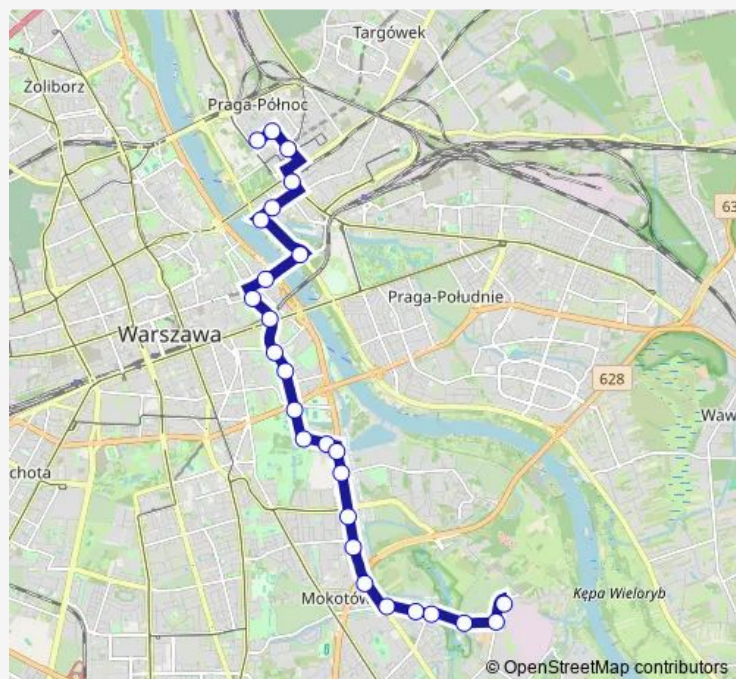 Targówek
Żoliborz
Praga-Północ
63
Praga-Południe
Warszawa
628
Waw
chota
Mokotów
Kępa Wieloryb
© OpenStreetMap contributors